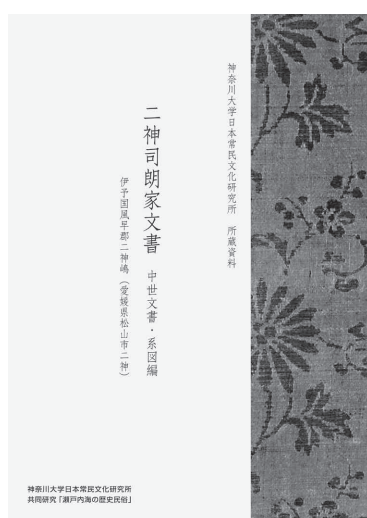 神奈川大学日本常民文化研究所　所蔵資料
二神司朗家文書　中世文書・系図編
伊予国風早郡二神嶋（愛媛県松山市二神）
神奈川大学日本常民文化研究所
共同研究「瀬戸内海の歴史民俗」